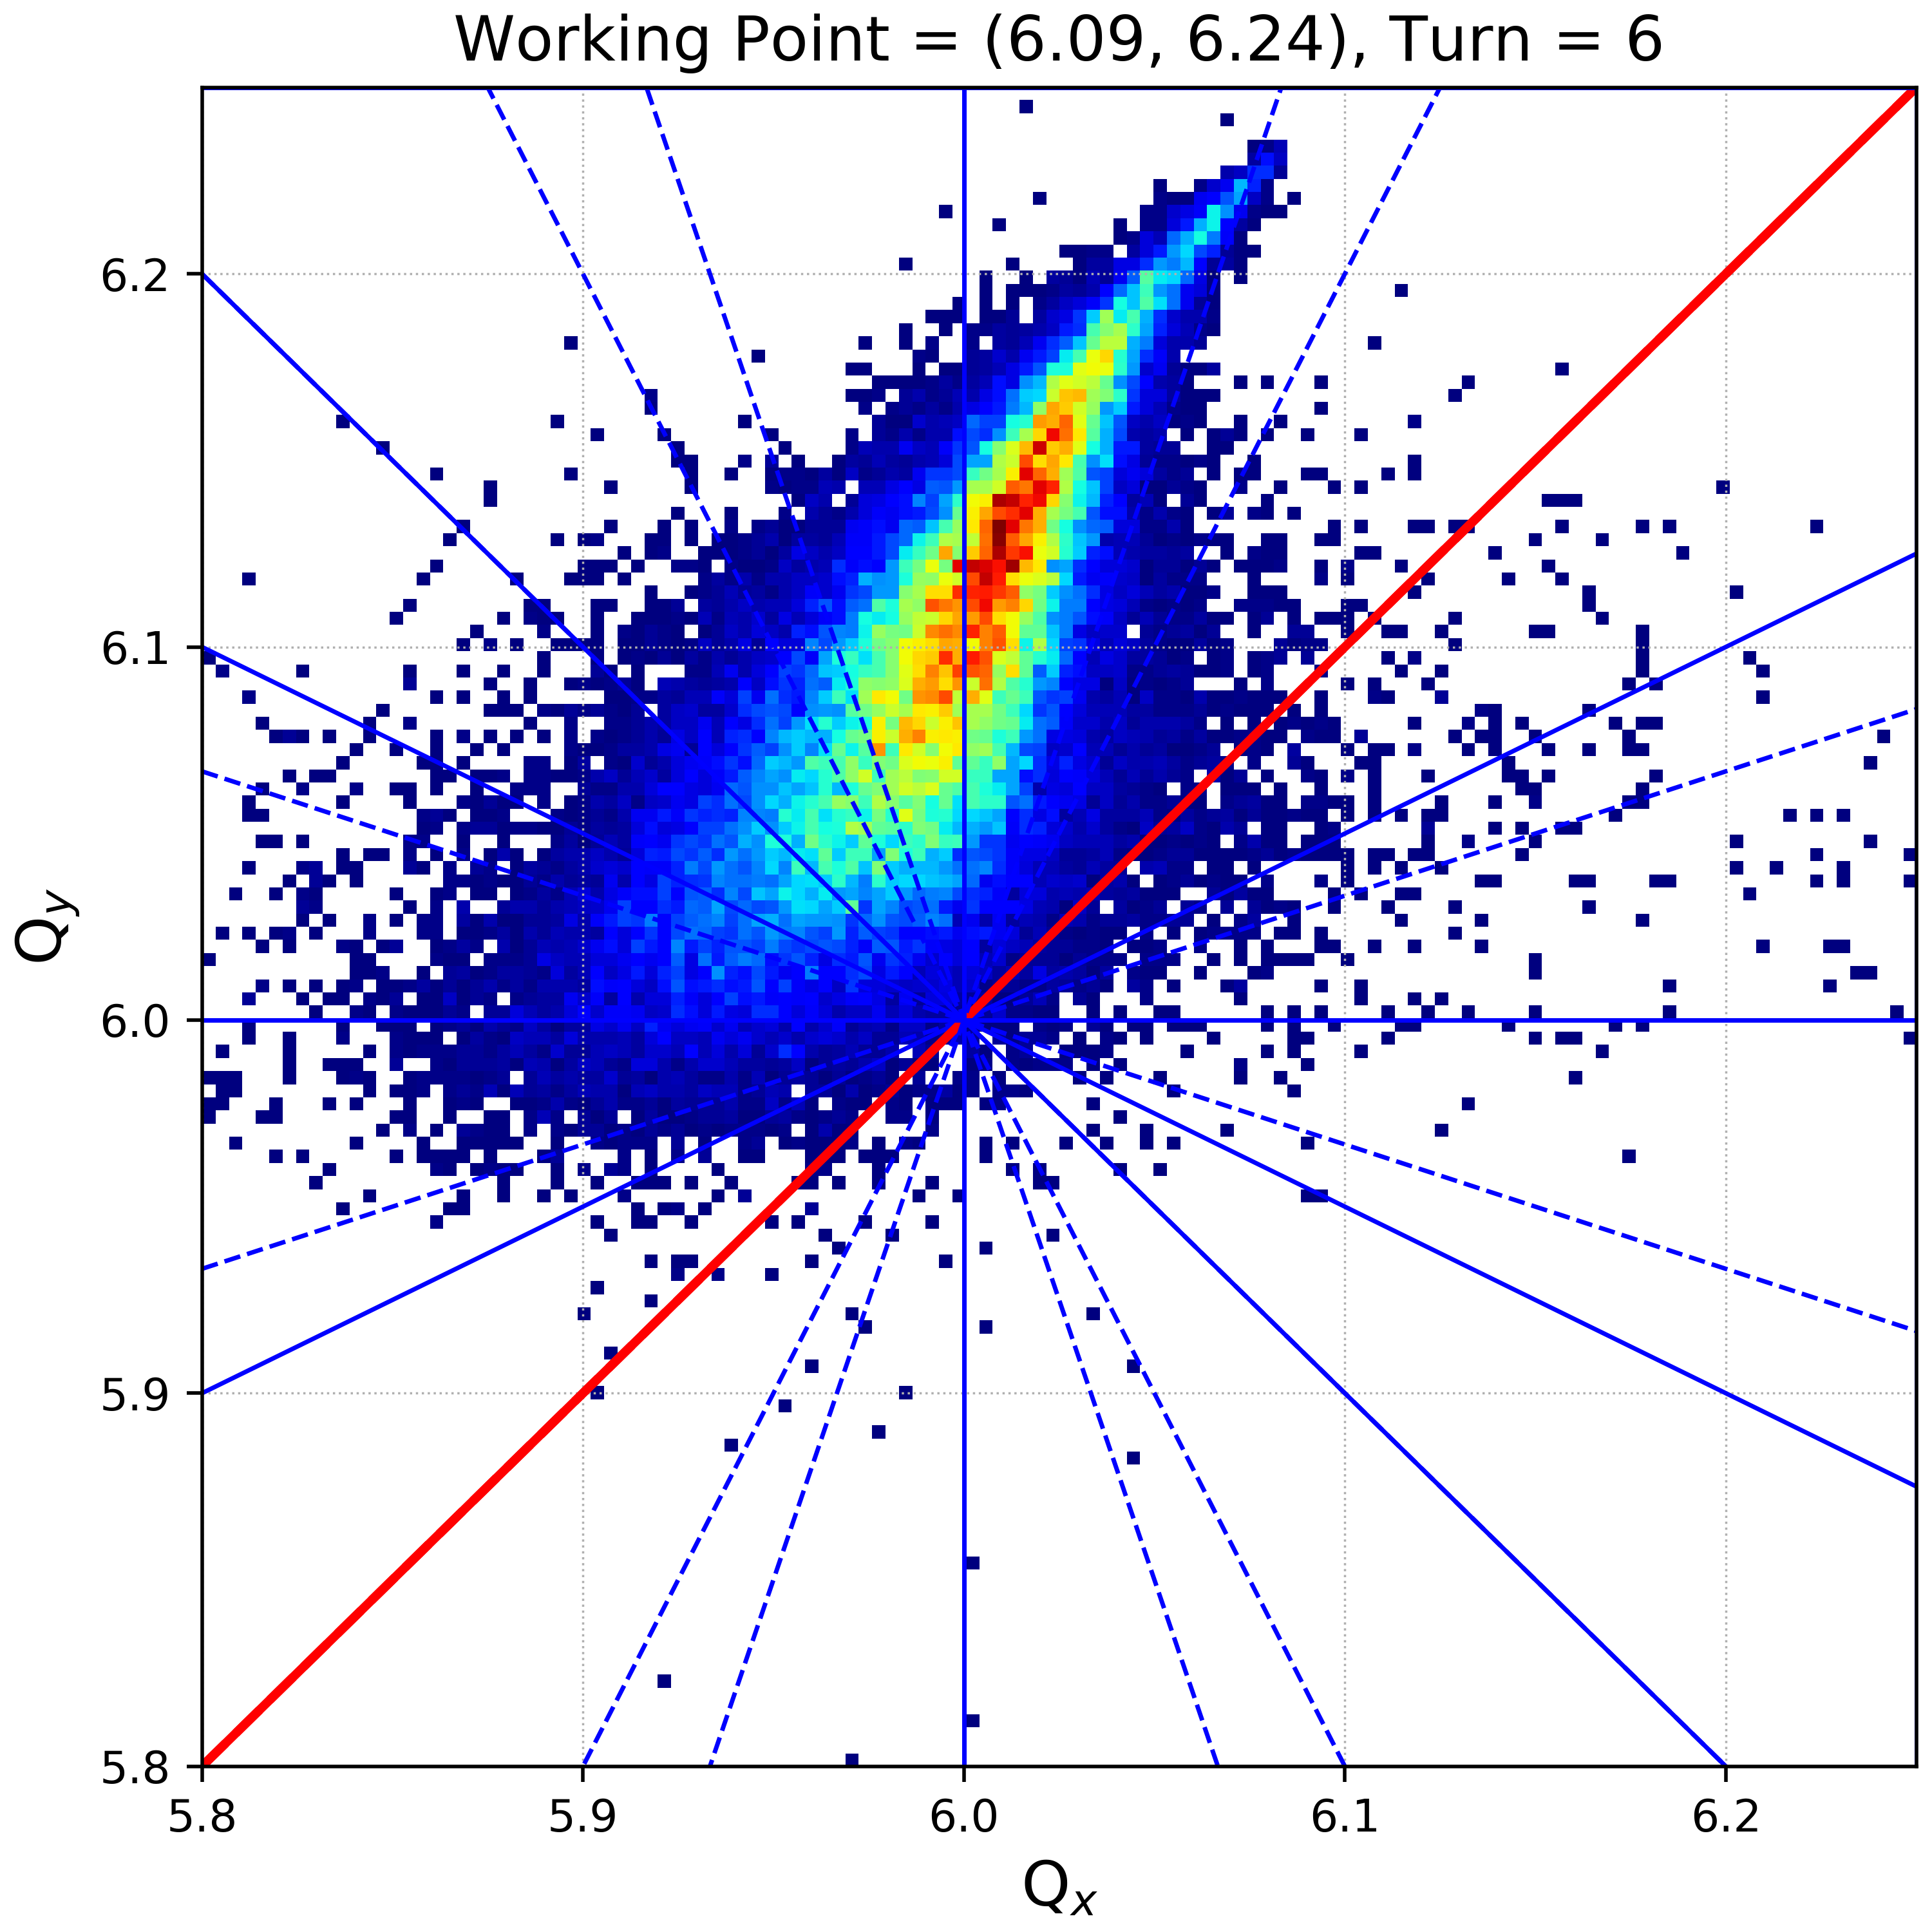 Working Point = (6.09, 6.24), Turn = 6
6.2
6.1
6.0
5.9
5.8
Qy
5.8 5.9 6.0 6.1 6.2
Qx